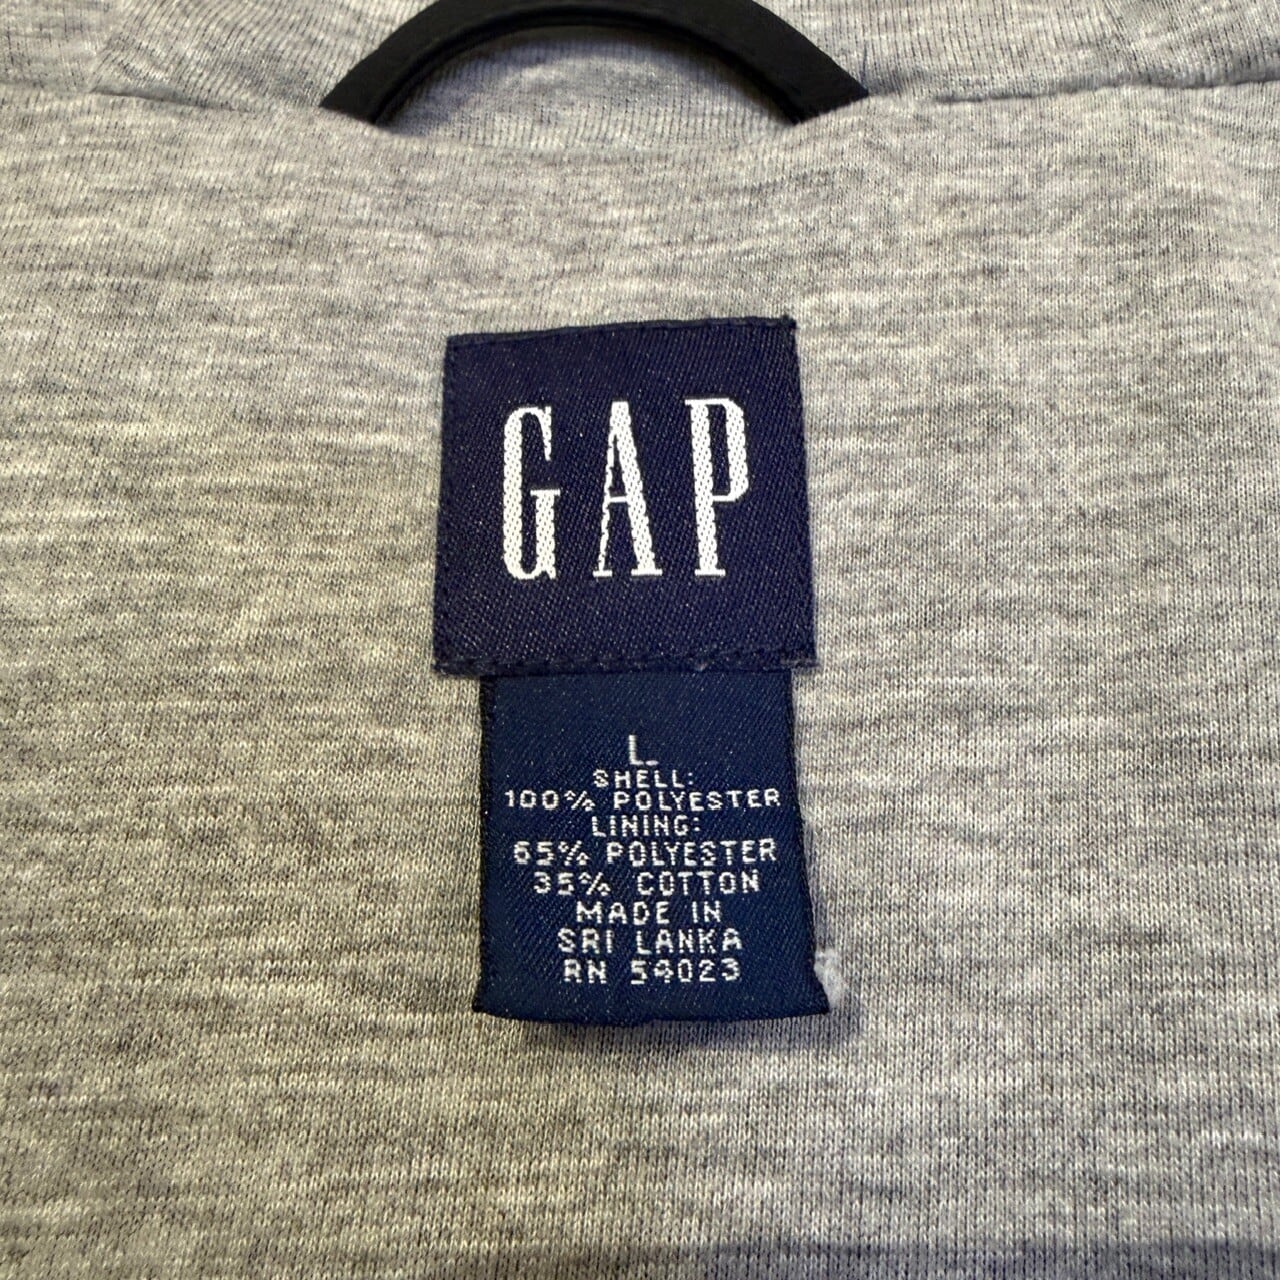 GAP
L
SHELL:
100% POLYESTER
LINING:
65% POLYESTER
35% COTTON
MADE IN
SRI LANKA
RN 54023